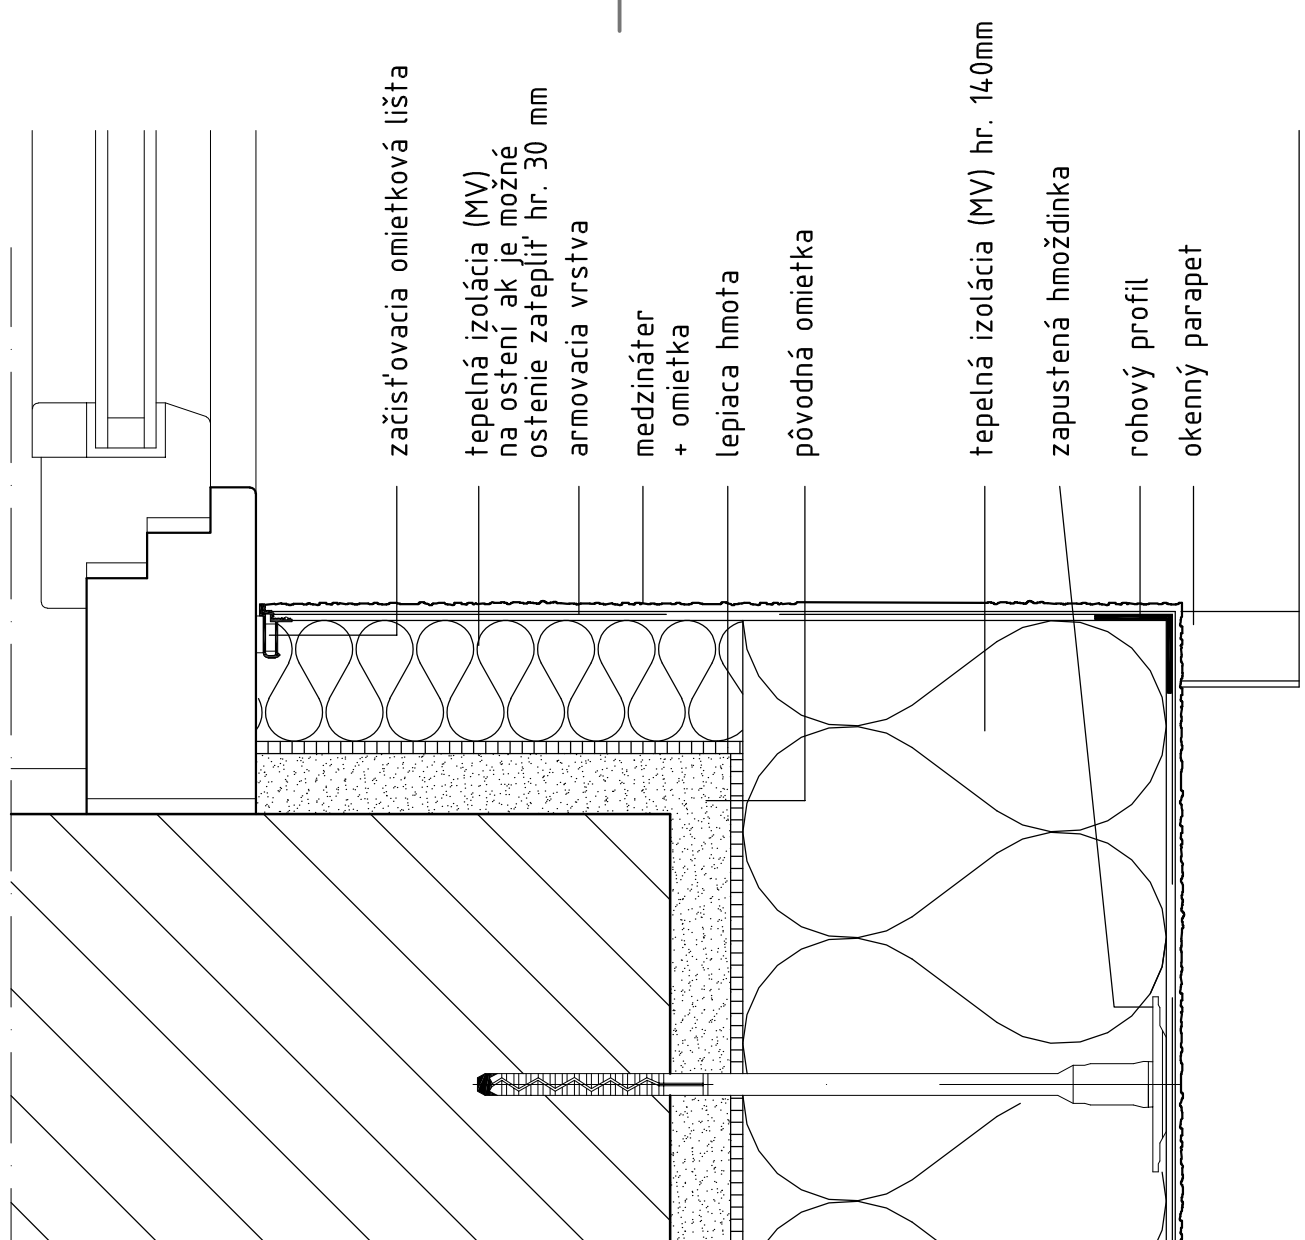 začisťovacia omietková lišta
tepelná izolácia (MV)
na ostení ak je možné
ostenie zatepliť hr. 30 mm
armovacia vrstva
medzináter
+ omietka
lepiaca hmota
pôvodná omietka
tepelná izolácia (MV) hr. 140mm
zapustená hmoždinka
rohový profil
okenný parapet